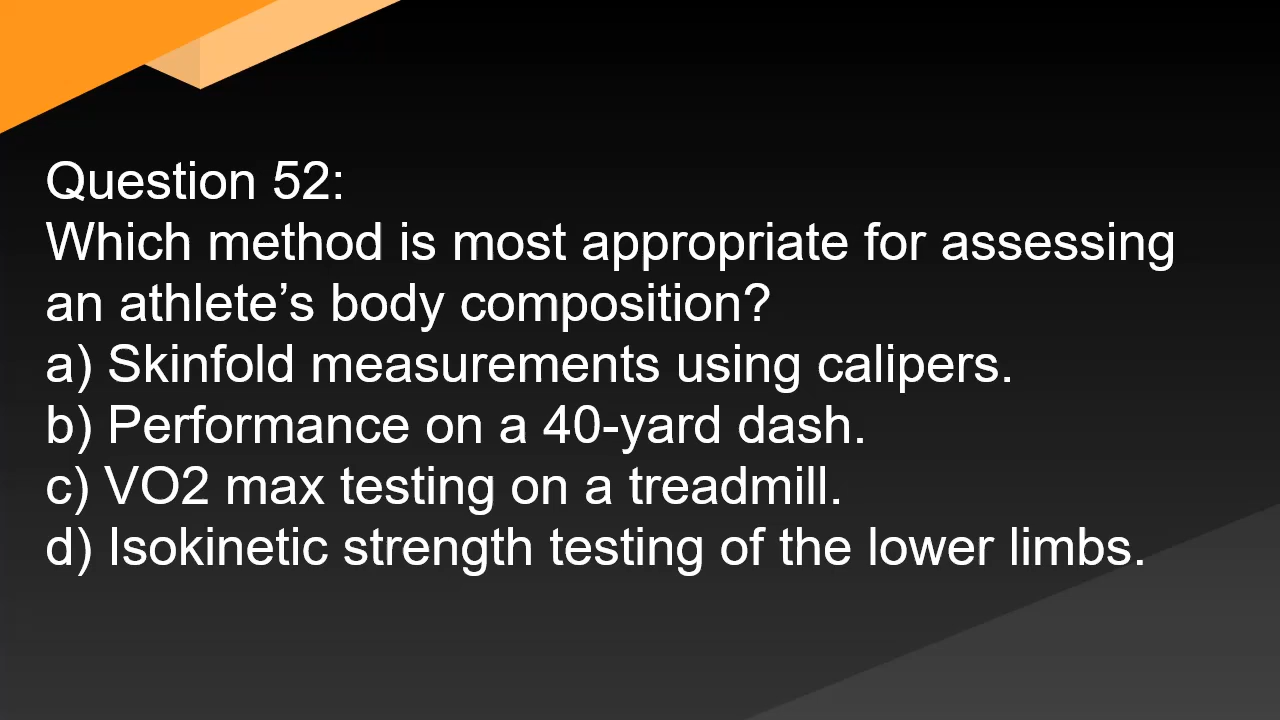 Question 52:
Which method is most appropriate for assessing
an athlete’s body composition?
a) Skinfold measurements using calipers.
b) Performance on a 40-yard dash.
c) VO2 max testing on a treadmill.
d) Isokinetic strength testing of the lower limbs.